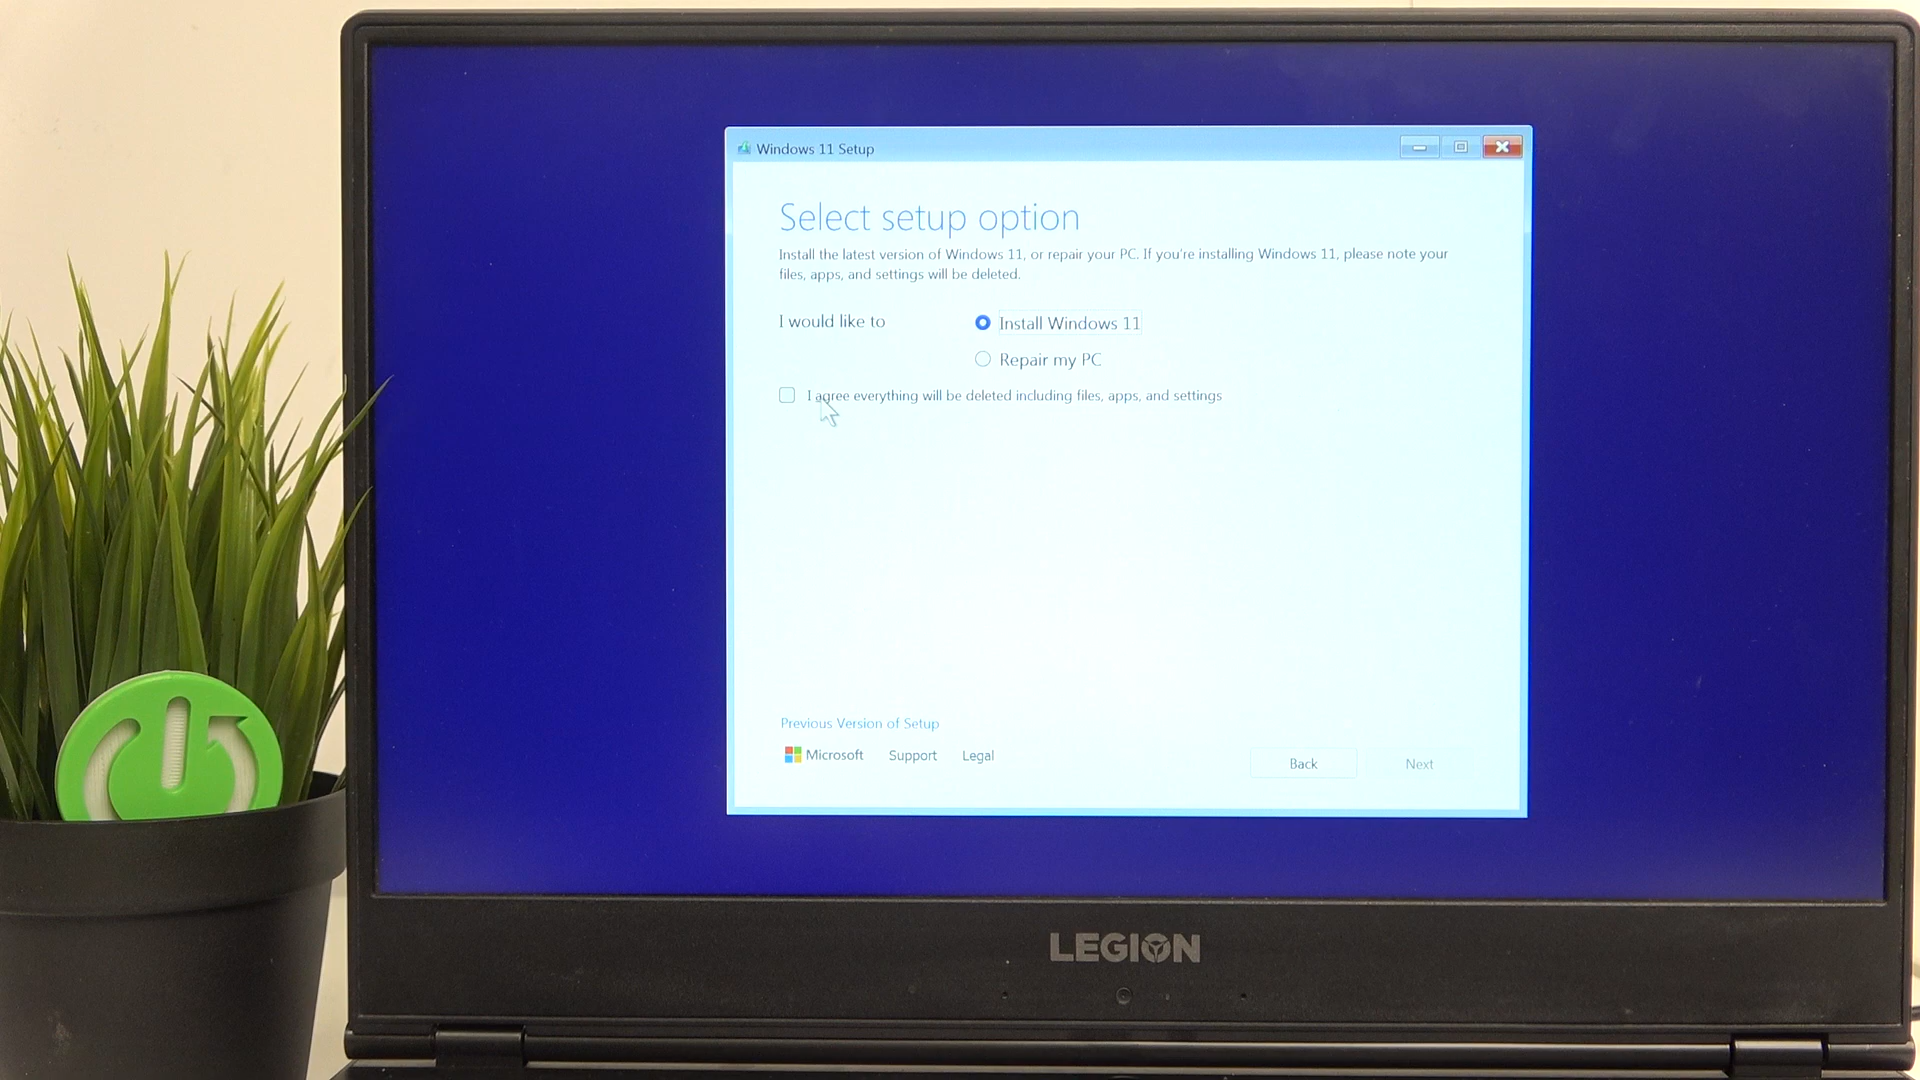 Windows 11 Setup
Select setup option
Install the latest version of Windows 11, or repair your PC. If you're installing Windows 11, please note your
files, apps, and settings will be deleted.
I would like to
Install Windows 11
Repair my PC
I agree everything will be deleted including files, apps, and settings
Previous Version of Setup
Microsoft Support Legal
Back Next
LEGION